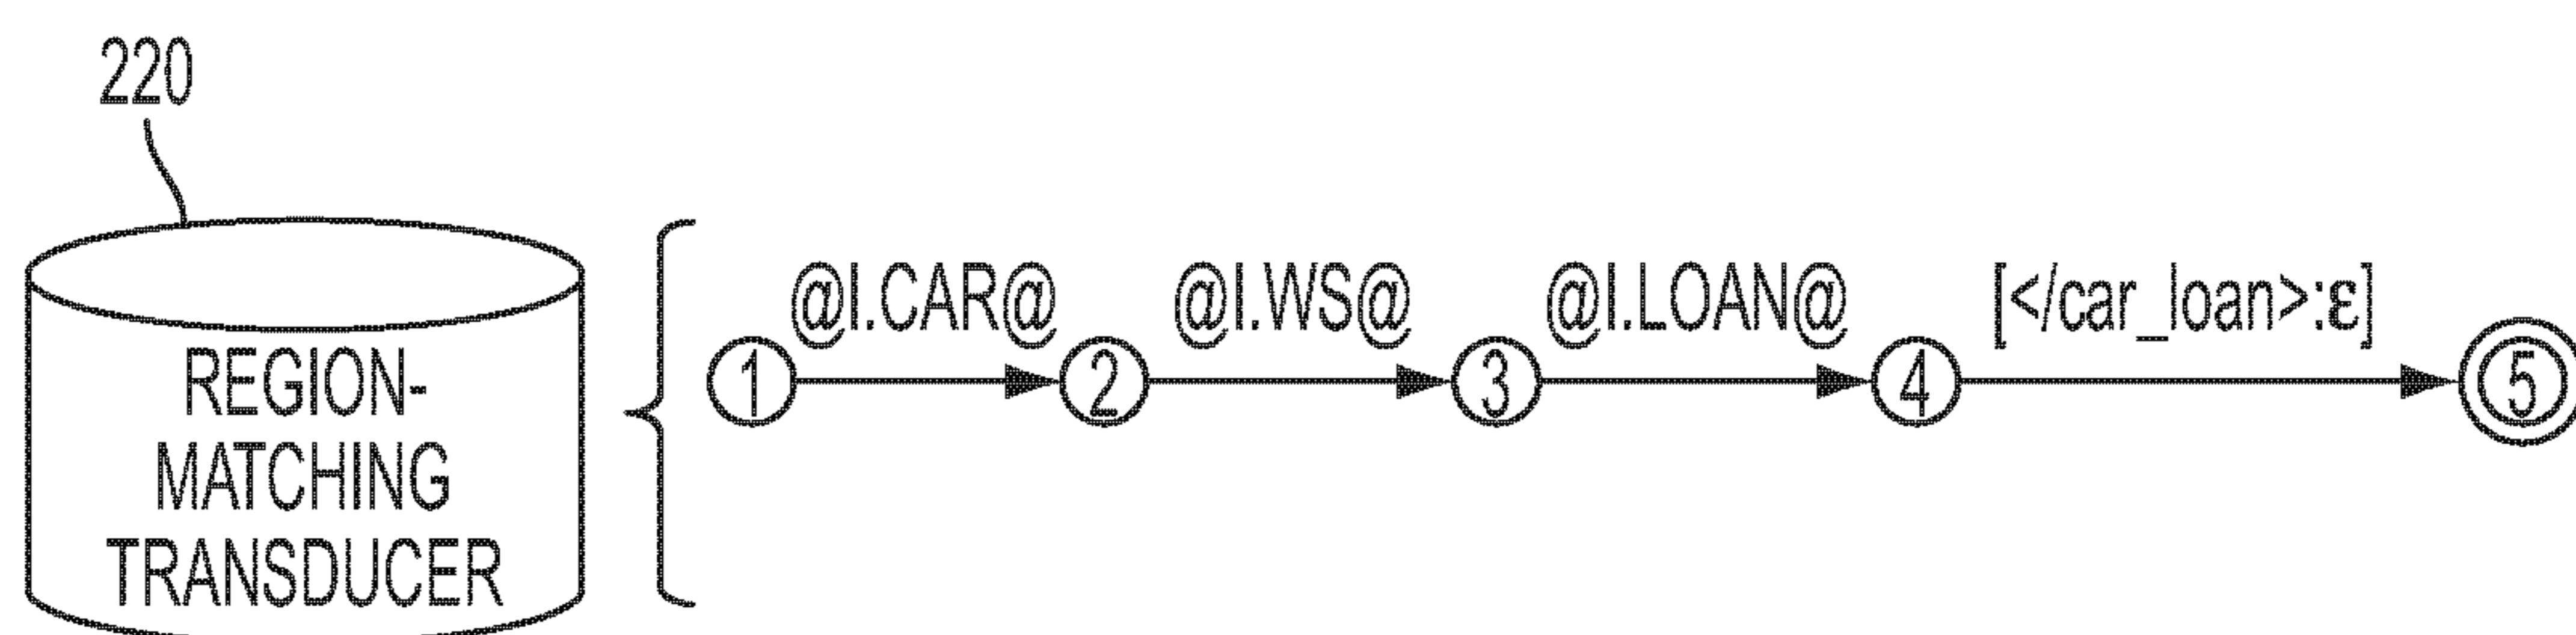 220
@I.CAR@ @I.WS@ @I.LOAN@ [</car_loan>:ε]
1 2 3 4 5
REGION-
MATCHING
TRANSDUCER